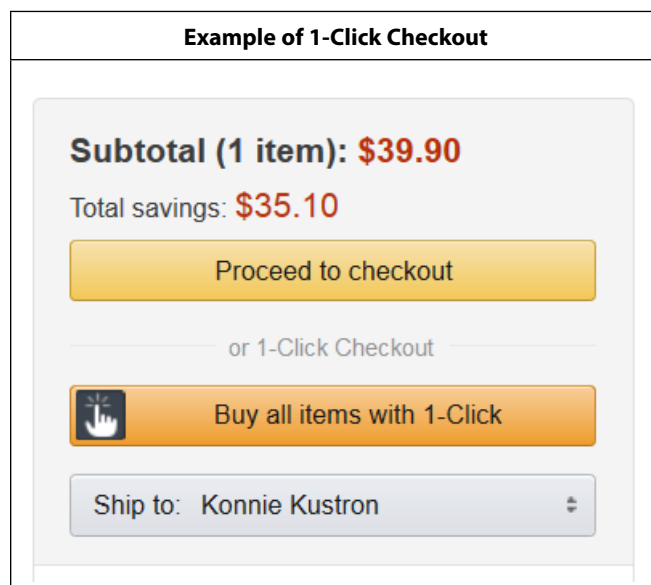 Example of 1-Click Checkout
Subtotal (1 item): $39.90
Total savings: $35.10
Proceed to checkout
or 1-Click Checkout
Buy all items with 1-Click
Ship to: Konnie Kustron